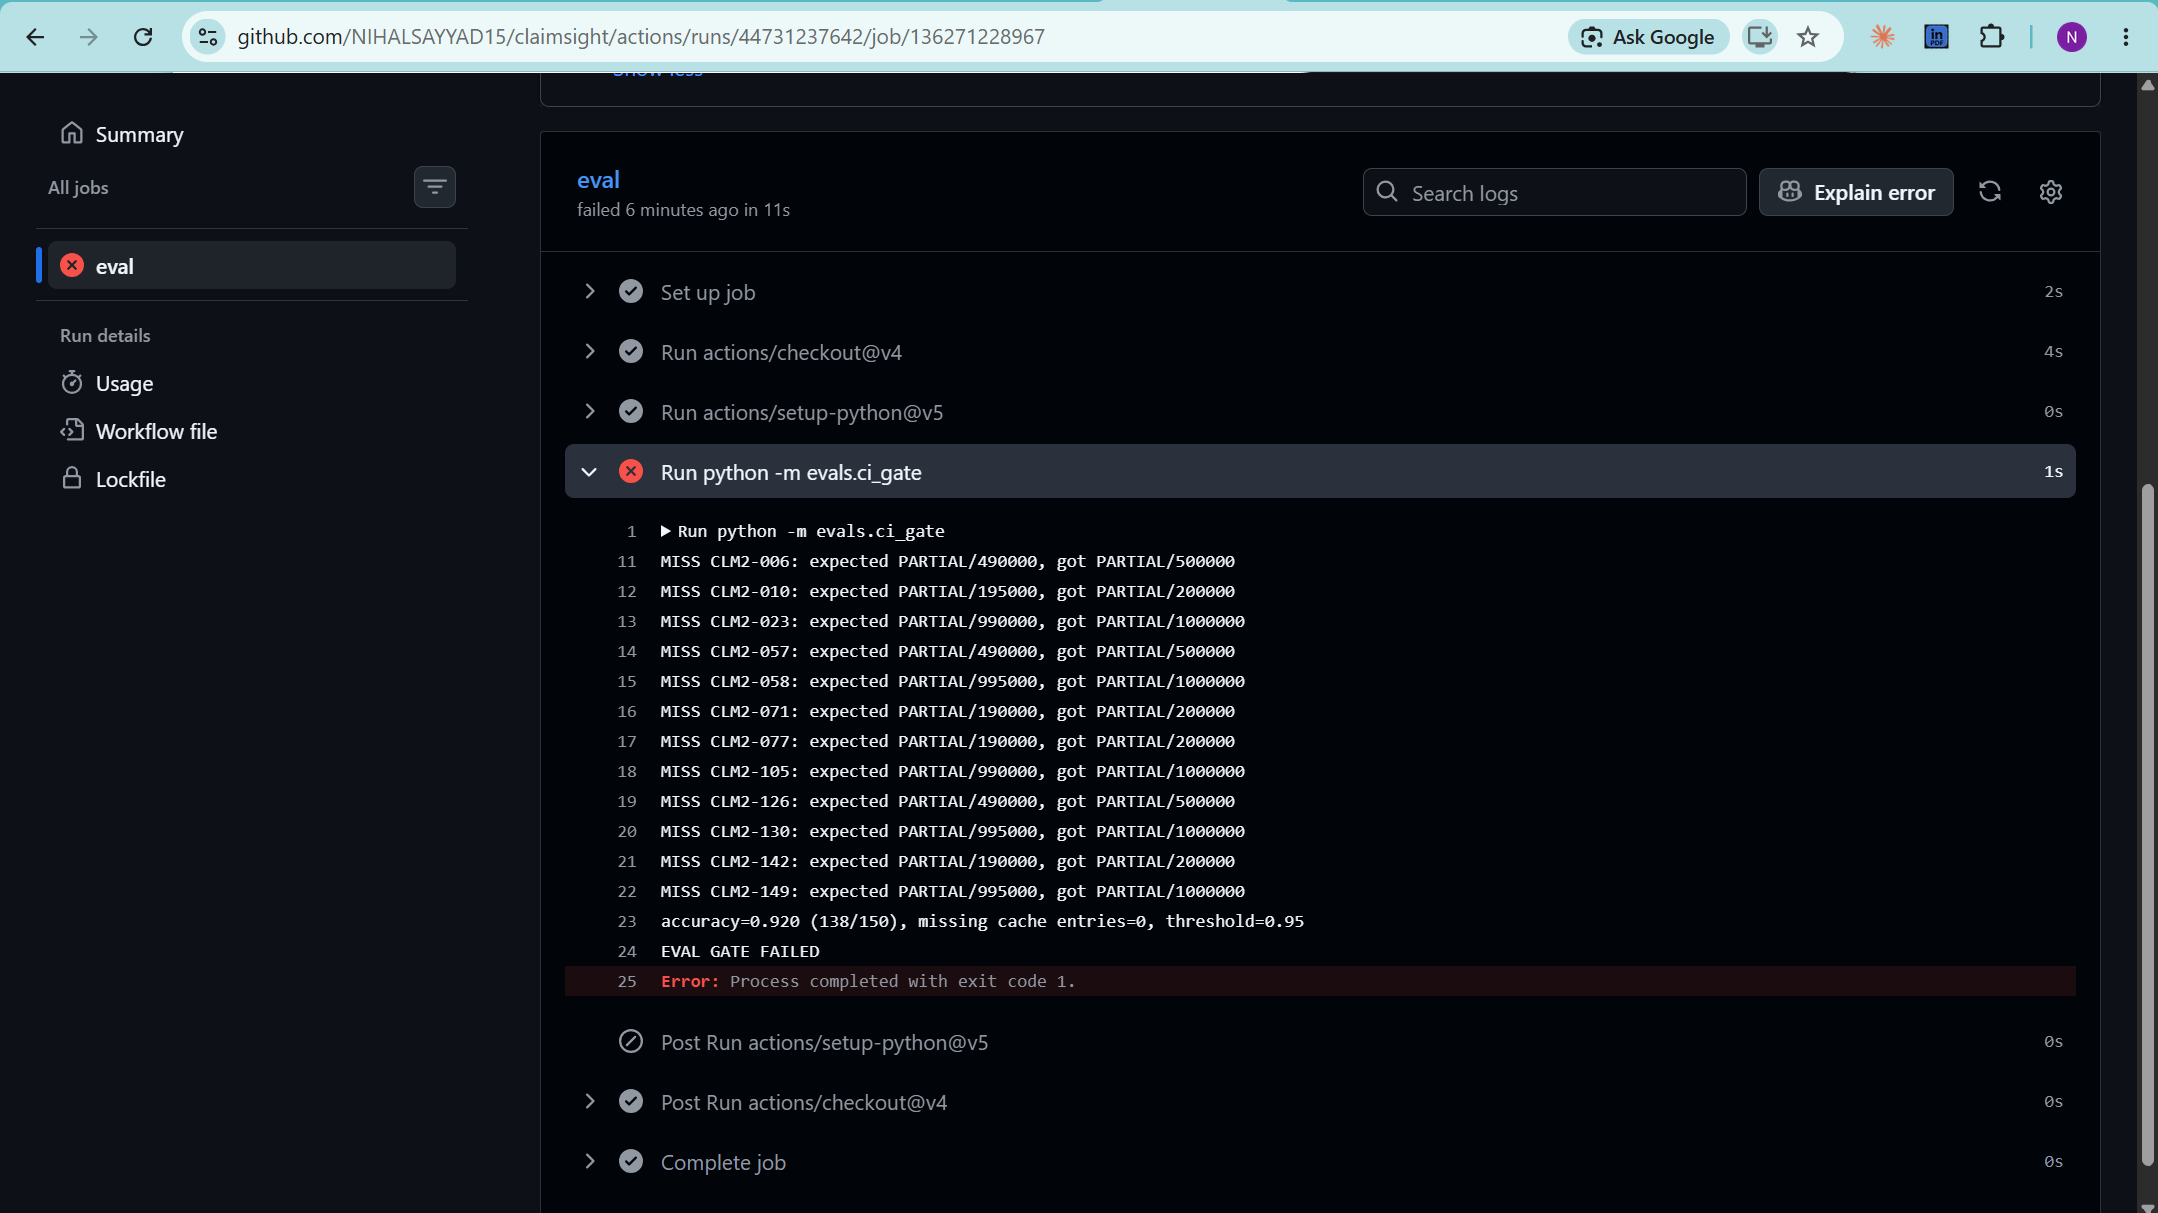 github.com/NIHALSAYYAD15/claimsight/actions/runs/44731237642/job/136271228967
Ask Google
in
PDF
N
Show less
Summary
All jobs
eval
Run details
Usage
Workflow file
Lockfile
eval
failed 6 minutes ago in 11s
Search logs
Explain error
Set up job 2s
Run actions/checkout@v4 4s
Run actions/setup-python@v5 0s
Run python -m evals.ci_gate 1s
1 Run python -m evals.ci_gate
11 MISS CLM2-006: expected PARTIAL/490000, got PARTIAL/500000
12 MISS CLM2-010: expected PARTIAL/195000, got PARTIAL/200000
13 MISS CLM2-023: expected PARTIAL/990000, got PARTIAL/1000000
14 MISS CLM2-057: expected PARTIAL/490000, got PARTIAL/500000
15 MISS CLM2-058: expected PARTIAL/995000, got PARTIAL/1000000
16 MISS CLM2-071: expected PARTIAL/190000, got PARTIAL/200000
17 MISS CLM2-077: expected PARTIAL/190000, got PARTIAL/200000
18 MISS CLM2-105: expected PARTIAL/990000, got PARTIAL/1000000
19 MISS CLM2-126: expected PARTIAL/490000, got PARTIAL/500000
20 MISS CLM2-130: expected PARTIAL/995000, got PARTIAL/1000000
21 MISS CLM2-142: expected PARTIAL/190000, got PARTIAL/200000
22 MISS CLM2-149: expected PARTIAL/995000, got PARTIAL/1000000
23 accuracy=0.920 (138/150), missing cache entries=0, threshold=0.95
24 EVAL GATE FAILED
25 Error: Process completed with exit code 1.
Post Run actions/setup-python@v5 0s
Post Run actions/checkout@v4 0s
Complete job 0s